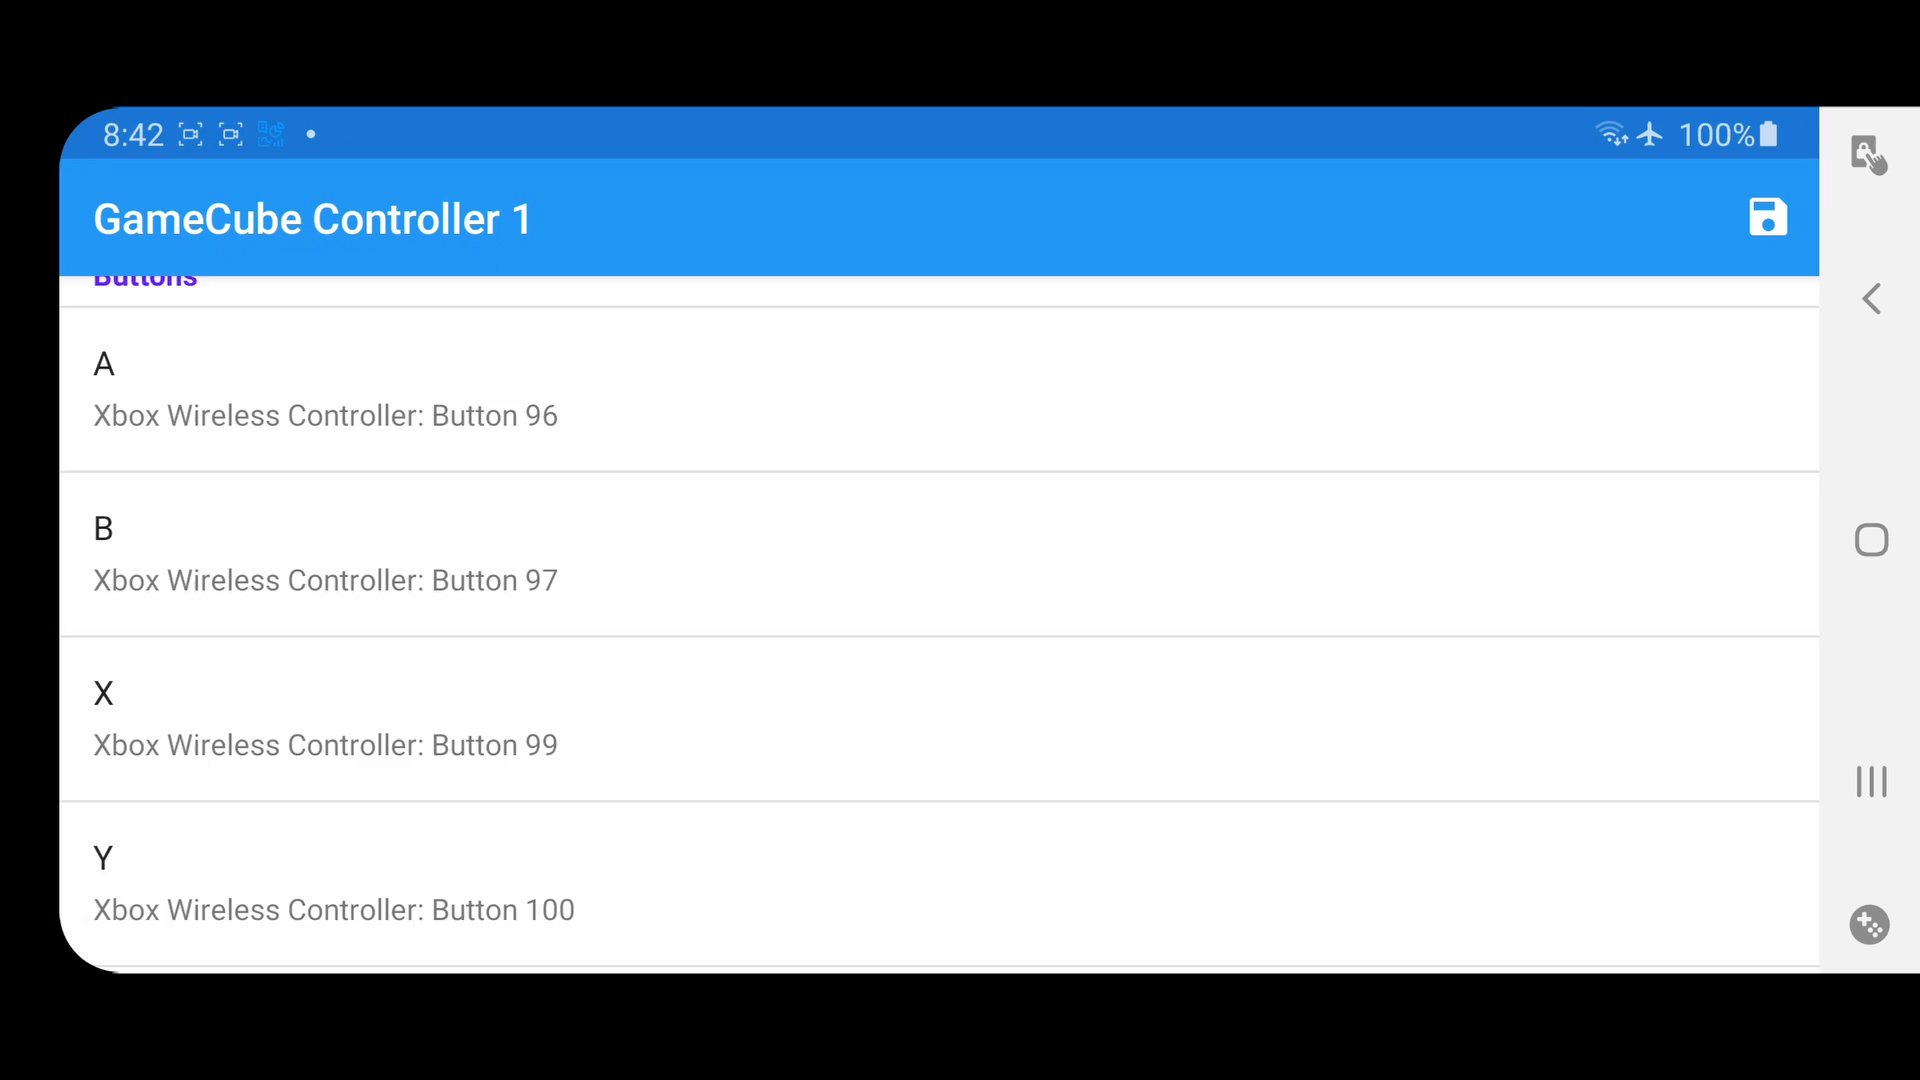 8:42
100%
GameCube Controller 1
Buttons
A
Xbox Wireless Controller: Button 96
B
Xbox Wireless Controller: Button 97
X
Xbox Wireless Controller: Button 99
Y
Xbox Wireless Controller: Button 100